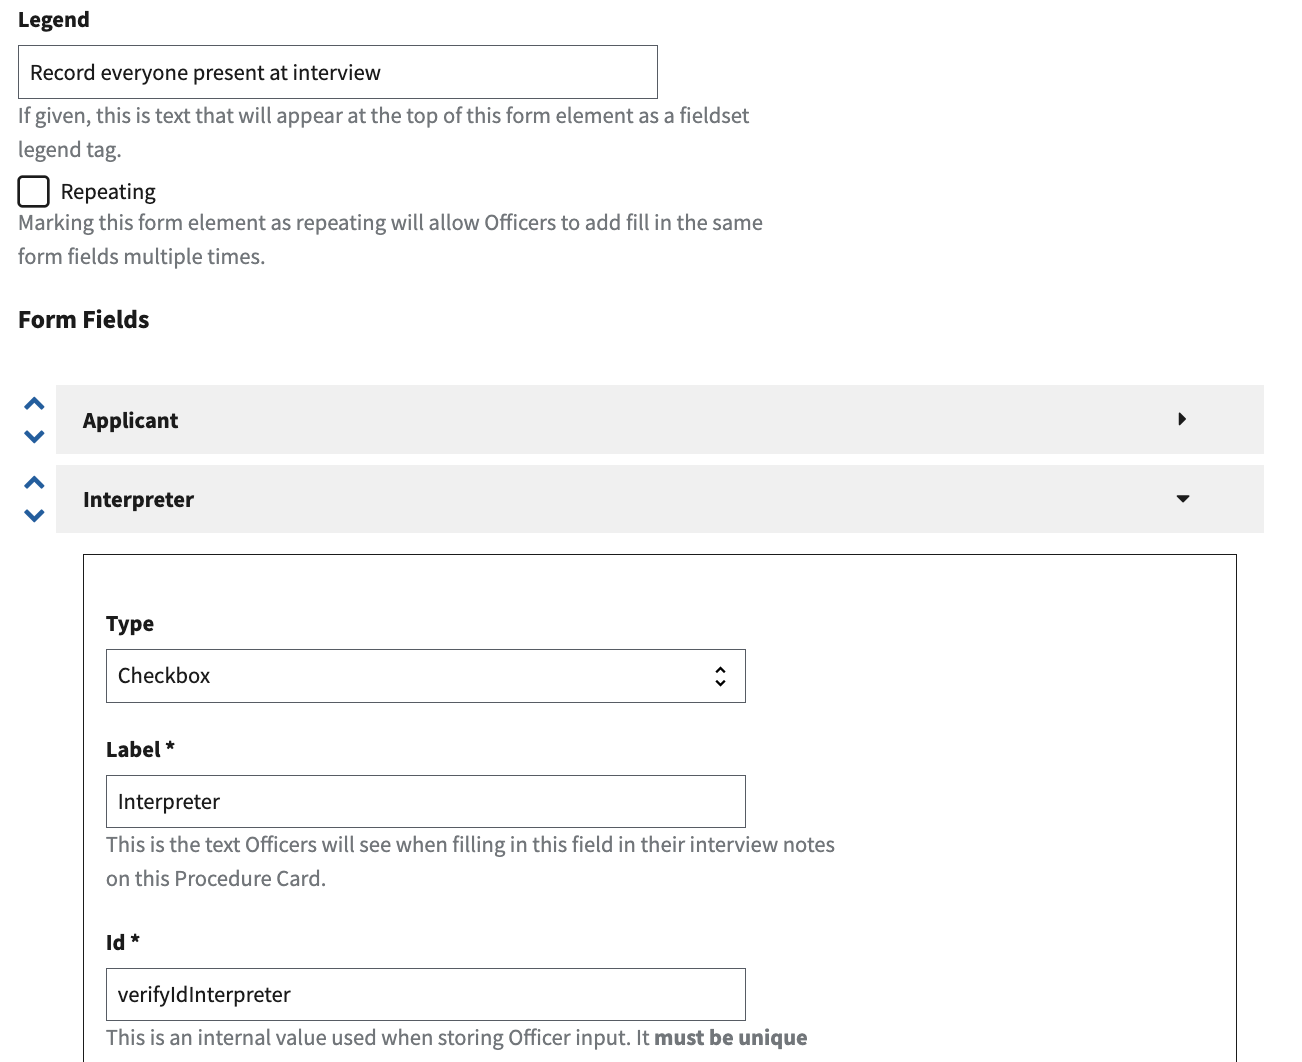 Legend
Record everyone present at interview
If given, this is text that will appear at the top of this form element as a fieldset
legend tag.
Repeating
Marking this form element as repeating will allow Officers to add fill in the same
form fields multiple times.
Form Fields
Applicant
Interpreter
Type
Checkbox
Label *
Interpreter
This is the text Officers will see when filling in this field in their interview notes
on this Procedure Card.
Id *
verifyIdInterpreter
This is an internal value used when storing Officer input. It must be unique